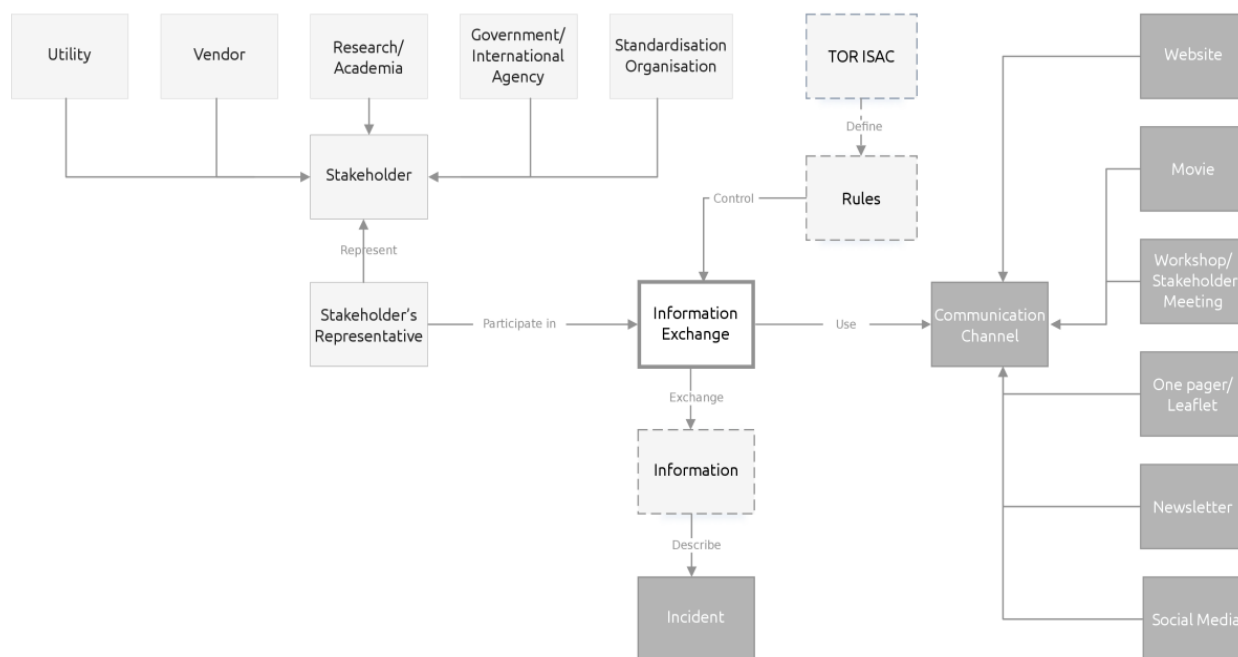 Utility
Vendor
Research/
Academia
Government/
International
Agency
Standardisation
Organisation
TOR ISAC
Website
Define
Stakeholder
Movie
Control
Rules
Represent
Workshop/
Stakeholder
Meeting
Stakeholder's
Representative
Participate in
Information
Exchange
Use
Communication
Channel
Exchange
One pager/
Leaflet
Information
Newsletter
Describe
Incident
Social Media